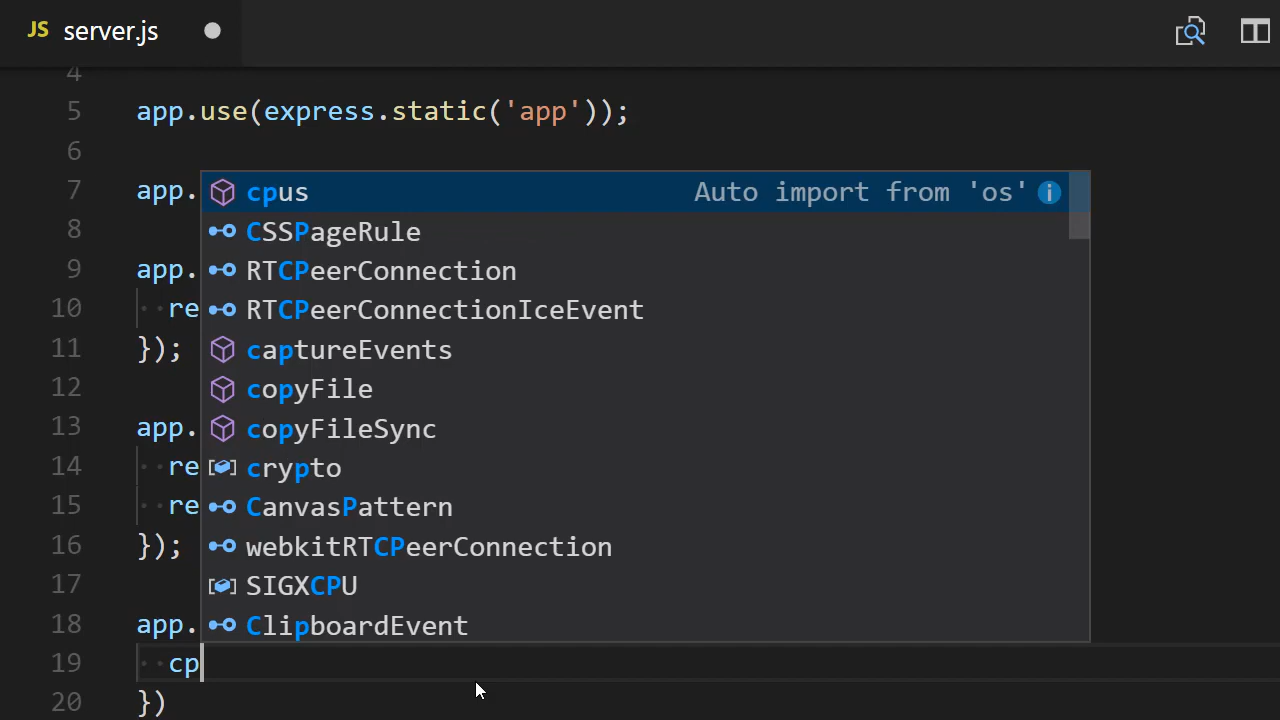 JS server.js
4
5 app.use(express.static('app'));
6
7 app.
8
9 app.
10 re
11 });
12
13 app.
14 re
15 re
16 });
17
18 app.
19 cp
20 })
cpus Auto import from 'os'
CSSPageRule
RTCPeerConnection
RTCPeerConnectionIceEvent
captureEvents
copyFile
copyFileSync
crypto
CanvasPattern
webkitRTCPeerConnection
SIGXCPU
ClipboardEvent